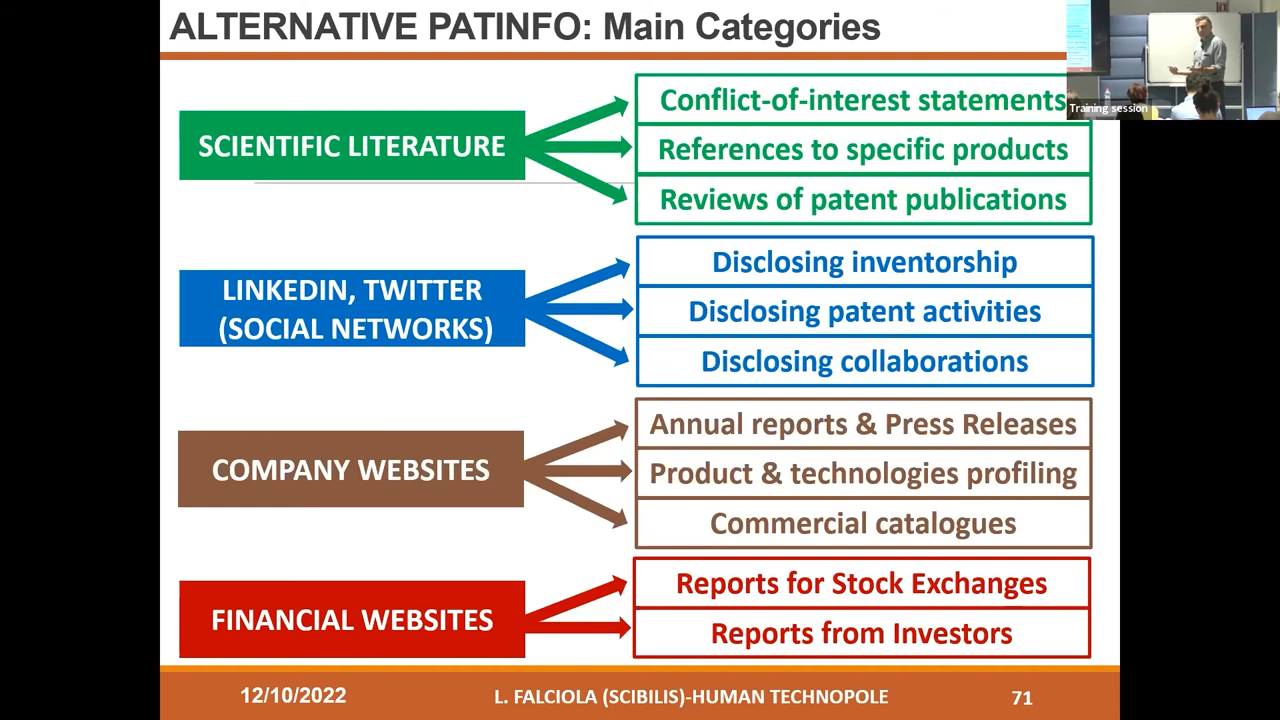 ALTERNATIVE PATINFO: Main Categories
Training session
SCIENTIFIC LITERATURE
Conflict-of-interest statements
References to specific products
Reviews of patent publications
LINKEDIN, TWITTER
(SOCIAL NETWORKS)
Disclosing inventorship
Disclosing patent activities
Disclosing collaborations
COMPANY WEBSITES
Annual reports & Press Releases
Product & technologies profiling
Commercial catalogues
FINANCIAL WEBSITES
Reports for Stock Exchanges
Reports from Investors
12/10/2022
L. FALCIOLA (SCIBILIS)-HUMAN TECHNOPOLE
71